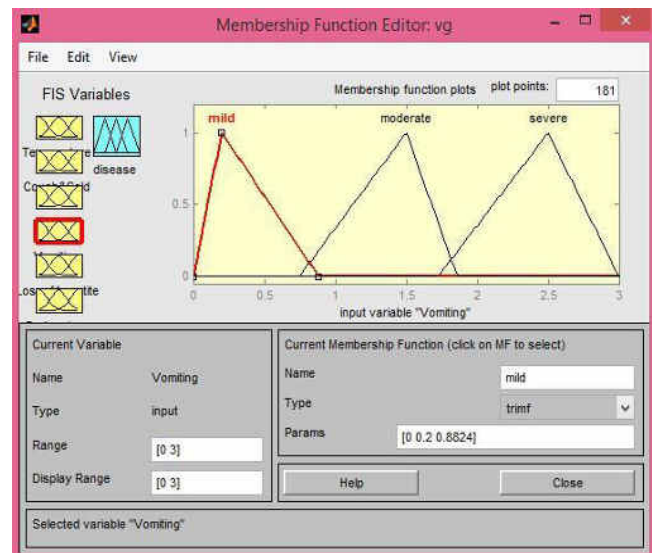 Membership Function Editor: vg
File Edit View
FIS Variables
Membership function plots plot points: 181
disease
mild moderate severe
1
0.5
0
0 0.5 1 1.5 2 2.5 3
input variable "Vomiting"
Current Variable
Name Vomiting
Type input
Range [0 3]
Display Range [0 3]
Current Membership Function (click on MF to select)
Name mild
Type trimf
Params [0 0.2 0.8824]
Help Close
Selected variable "Vomiting"